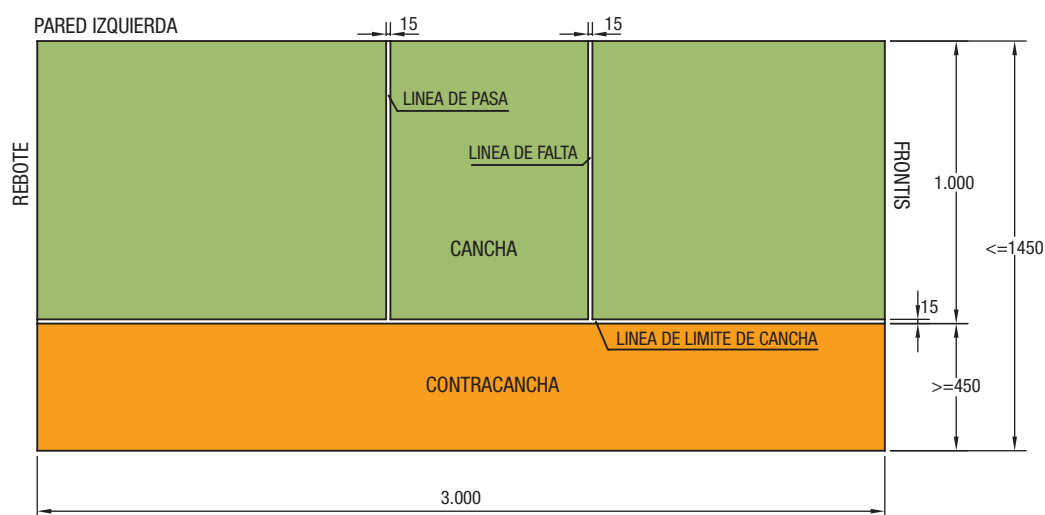 PARED IZQUIERDA
15
15
LINEA DE PASA
LINEA DE FALTA
REBOTE
FRONTIS
1.000
CANCHA
<=1450
15
LINEA DE LIMITE DE CANCHA
CONTRACANCHA
>=450
3.000